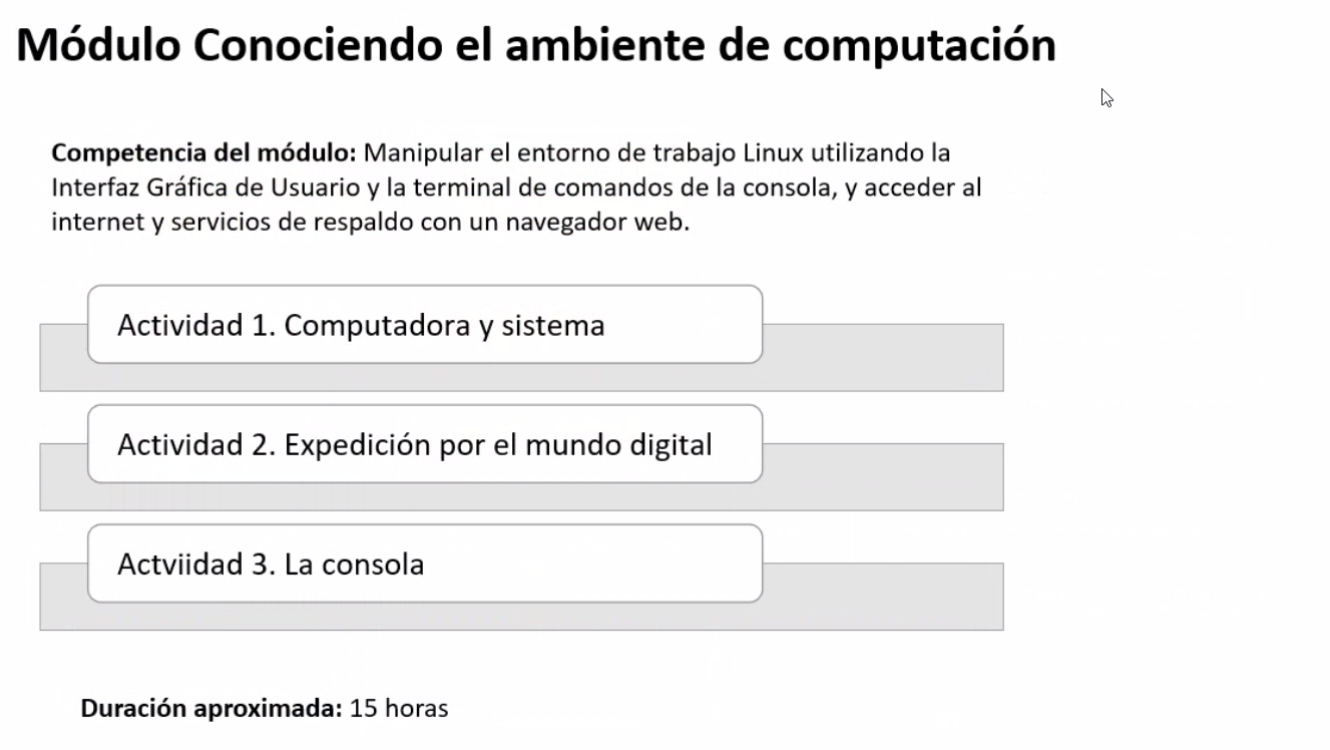 Módulo Conociendo el ambiente de computación
Competencia del módulo: Manipular el entorno de trabajo Linux utilizando la
Interfaz Gráfica de Usuario y la terminal de comandos de la consola, y acceder al
internet y servicios de respaldo con un navegador web.
Actividad 1. Computadora y sistema
Actividad 2. Expedición por el mundo digital
Actviidad 3. La consola
Duración aproximada: 15 horas